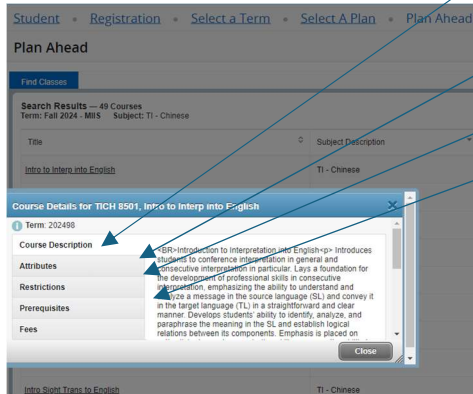 Student • Registration • Select a Term • Select A Plan • Plan Ahead
Plan Ahead
Find Classes
Search Results — 49 Courses
Term: Fall 2024 - MIIS Subject: TI - Chinese
Title Subject Description
Intro to Interp into English TI - Chinese
Course Details for TICH 8501, Intro to Interp into English
Term: 202498
Course Description
Attributes
Restrictions
Prerequisites
Fees
<BR>Introduction to Interpretation into English<p> Introduces
students to conference interpretation in general and
consecutive interpretation in particular. Lays a foundation for
the development of professional skills in consecutive
interpretation, emphasizing the ability to understand and
analyze a message in the source language (SL) and convey it
in the target language (TL) in a straightforward and clear
manner. Develops students' ability to identify, analyze, and
paraphrase the meaning in the SL and establish logical
relations between its components. Emphasis is placed on
Close
Intro Sight Trans to English TI - Chinese